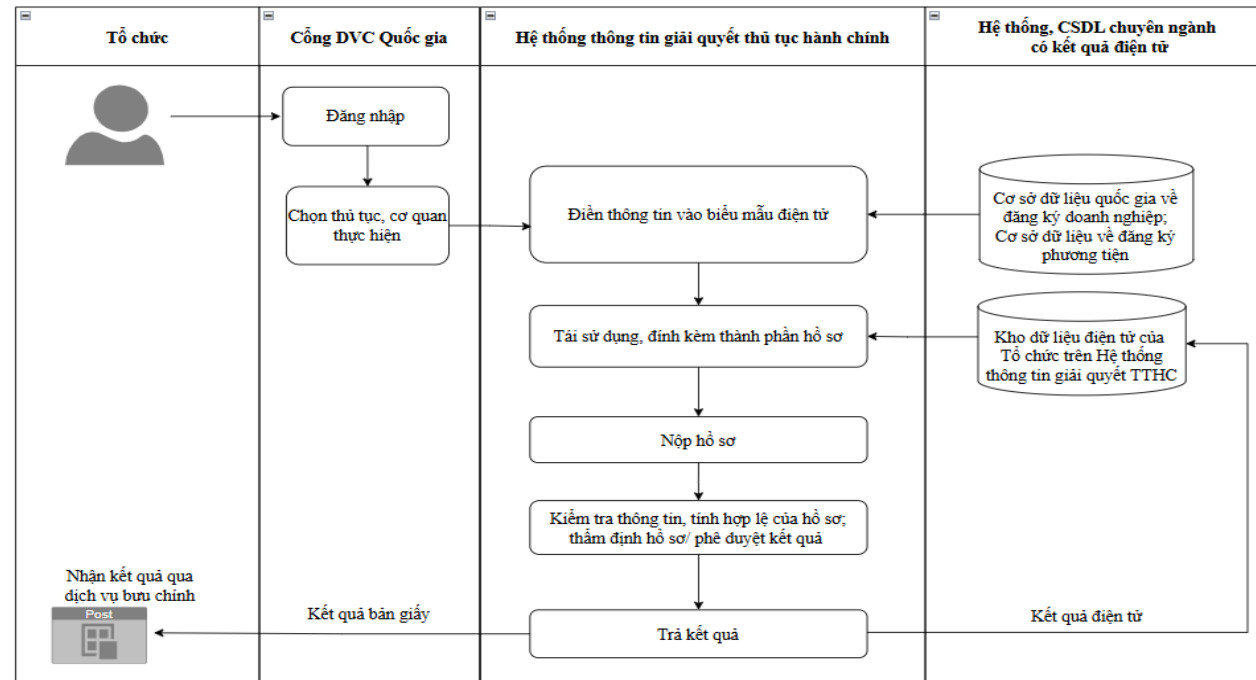 Tổ chức
Cổng DVC Quốc gia
Hệ thống thông tin giải quyết thủ tục hành chính
Hệ thống, CSDL chuyên ngành
có kết quả điện tử
Đăng nhập
Chọn thủ tục, cơ quan
thực hiện
Điền thông tin vào biểu mẫu điện tử
Cơ sở dữ liệu quốc gia về
đăng ký doanh nghiệp;
Cơ sở dữ liệu về đăng ký
phương tiện
Tái sử dụng, đính kèm thành phần hồ sơ
Kho dữ liệu điện tử của
Tổ chức trên Hệ thống
thông tin giải quyết TTHC
Nộp hồ sơ
Kiểm tra thông tin, tính hợp lệ của hồ sơ;
thẩm định hồ sơ/ phê duyệt kết quả
Nhận kết quả qua
dịch vụ bưu chính
Post
Kết quả bản giấy
Trả kết quả
Kết quả điện tử